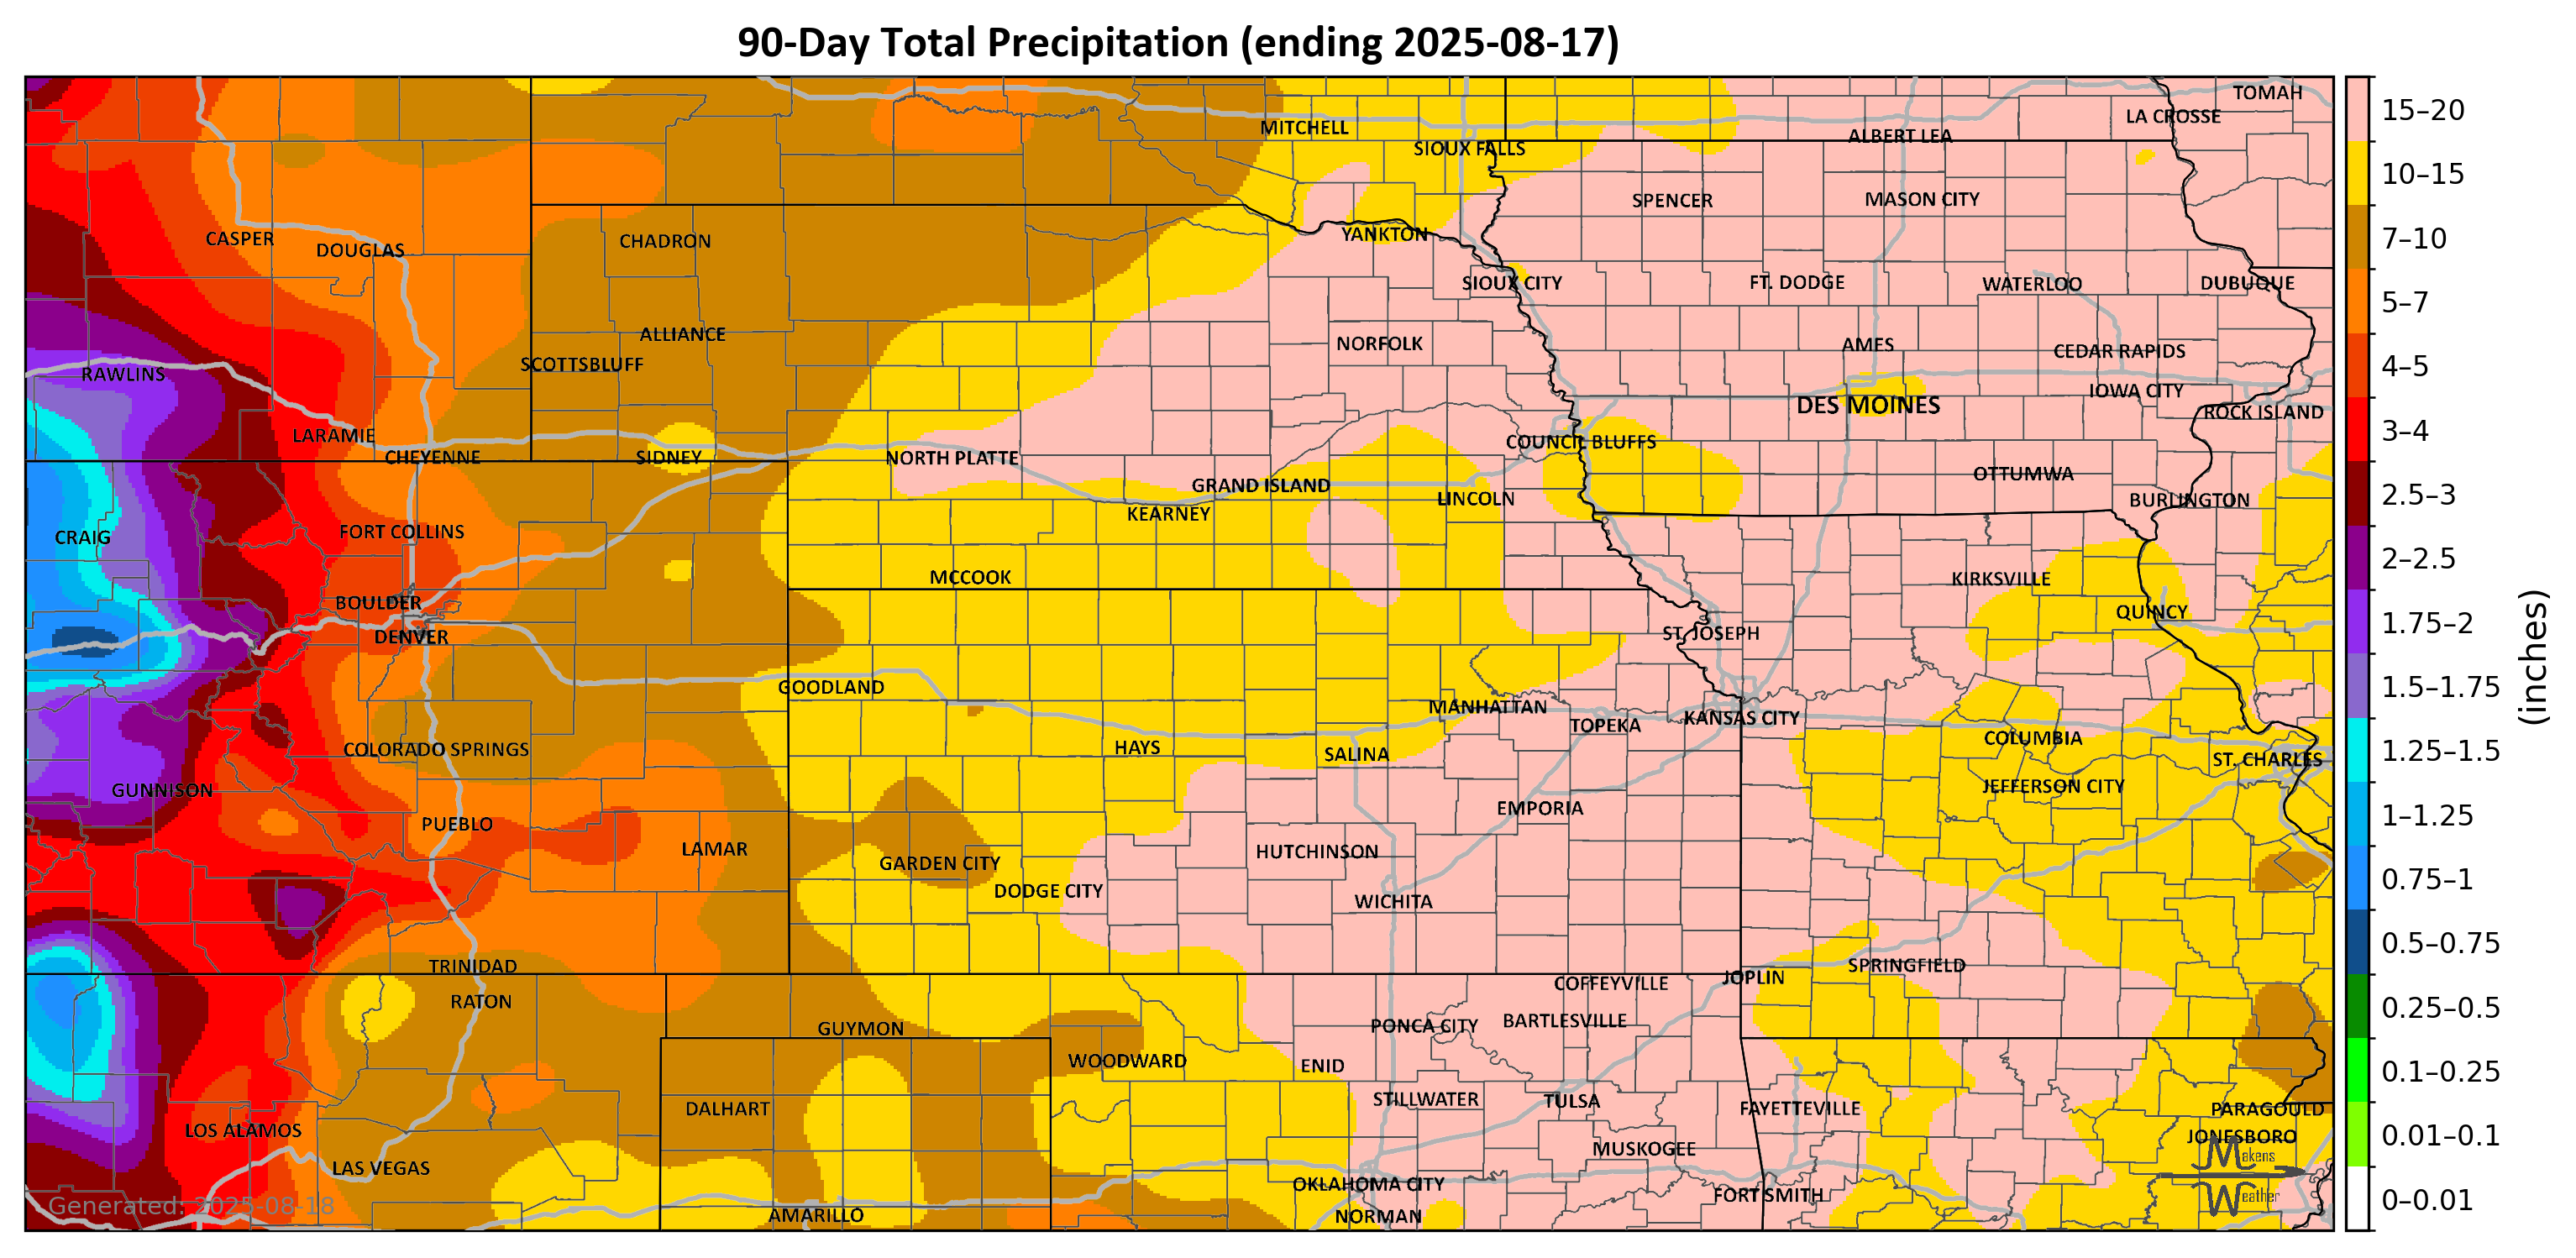 90-Day Total Precipitation (ending 2025-08-17)
TOMAH
LA CROSSE
MITCHELL
ALBERT LEA
SIOUX FALLS
SPENCER
MASON CITY
YANKTON
CASPER
CHADRON
DOUGLAS
SIOUX CITY
FT. DODGE
WATERLOO
DUBUQUE
ALLIANCE
NORFOLK
AMES
CEDAR RAPIDS
SCOTTSBLUFF
RAWLINS
IOWA CITY
DES MOINES
ROCK ISLAND
LARAMIE
COUNCIL BLUFFS
CHEYENNE
SIDNEY
NORTH PLATTE
OTTUMWA
GRAND ISLAND
LINCOLN
BURLINGTON
KEARNEY
FORT COLLINS
CRAIG
MCCOOK
KIRKSVILLE
BOULDER
QUINCY
DENVER
ST. JOSEPH
GOODLAND
MANHATTAN
KANSAS CITY
TOPEKA
COLUMBIA
COLORADO SPRINGS
HAYS
SALINA
ST. CHARLES
GUNNISON
JEFFERSON CITY
EMPORIA
PUEBLO
LAMAR
HUTCHINSON
GARDEN CITY
DODGE CITY
WICHITA
TRINIDAD
SPRINGFIELD
JOPLIN
COFFEYVILLE
RATON
GUYMON
PONCA CITY
BARTLESVILLE
WOODWARD
ENID
STILLWATER
TULSA
DALHART
FAYETTEVILLE
PARAGOULD
LOS ALAMOS
JONESBORO
MUSKOGEE
LAS VEGAS
OKLAHOMA CITY
FORT SMITH
AMARILLO
NORMAN
Generated: 2025-08-18
Makens
Weather
15–20
10–15
7–10
5–7
4–5
3–4
2.5–3
2–2.5
1.75–2
1.5–1.75
1.25–1.5
1–1.25
0.75–1
0.5–0.75
0.25–0.5
0.1–0.25
0.01–0.1
0–0.01
(inches)